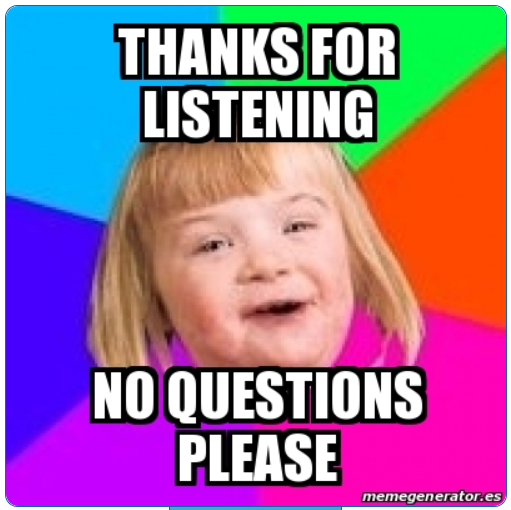 THANKS FOR
LISTENING
NO QUESTIONS
PLEASE
memegenerator.es